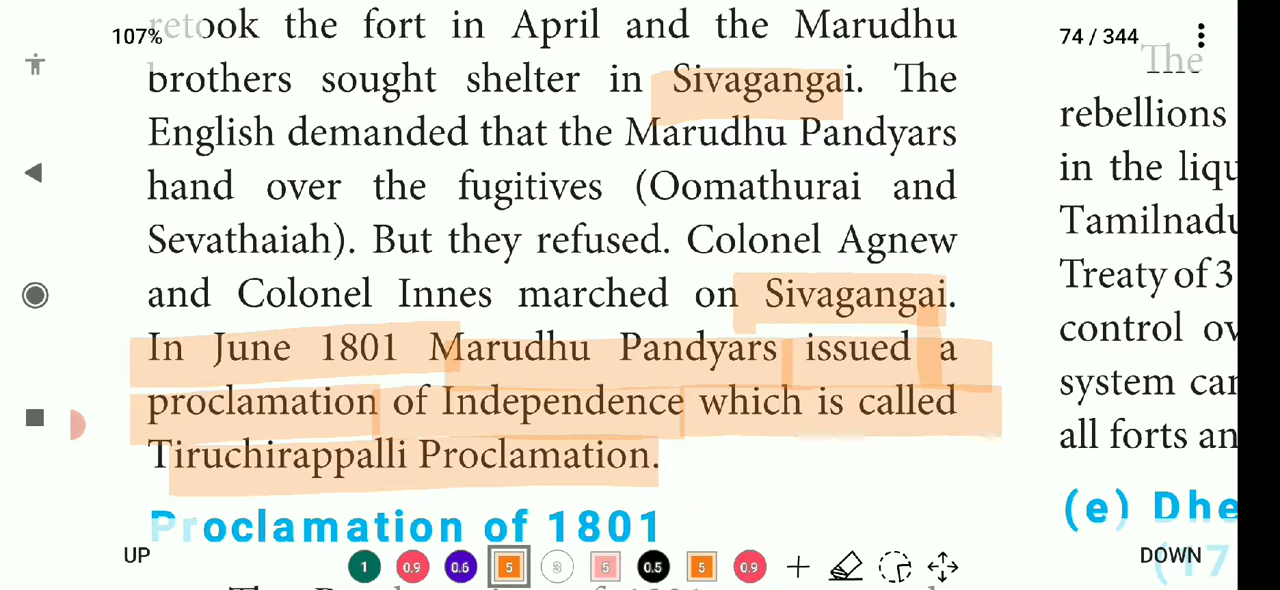 107%
retook the fort in April and the Marudhu
brothers sought shelter in Sivagangai. The
English demanded that the Marudhu Pandyars
hand over the fugitives (Oomathurai and
Sevathaiah). But they refused. Colonel Agnew
and Colonel Innes marched on Sivagangai.
In June 1801 Marudhu Pandyars issued a
proclamation of Independence which is called
Tiruchirappalli Proclamation.
Proclamation of 1801
UP
1 0.9 0.6 5 3 5 0.5 5 0.9
74 / 344
The
rebellions
in the liqu
Tamilnadu
Treaty of 3
control ov
system car
all forts an
(e) Dhe
DOWN
(17